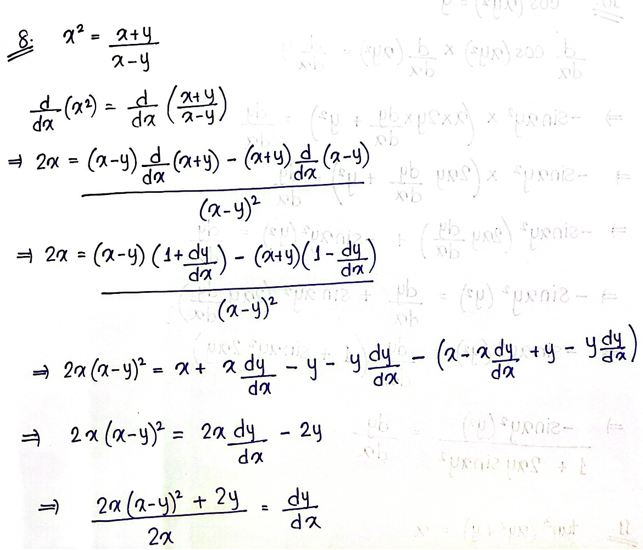 8. x² = (x+y)/(x-y)
d/dx (x²) = d/dx ((x+y)/(x-y))
⇒ 2x = ((x-y) d/dx (x+y) - (x+y) d/dx (x-y))/(x-y)²
⇒ 2x = ((x-y) (1+dy/dx) - (x+y) (1-dy/dx))/(x-y)²
⇒ 2x(x-y)² = x + x dy/dx - y - y dy/dx - (x - x dy/dx + y - y dy/dx)
⇒ 2x(x-y)² = 2x dy/dx - 2y
⇒ (2x(x-y)² + 2y)/2x = dy/dx